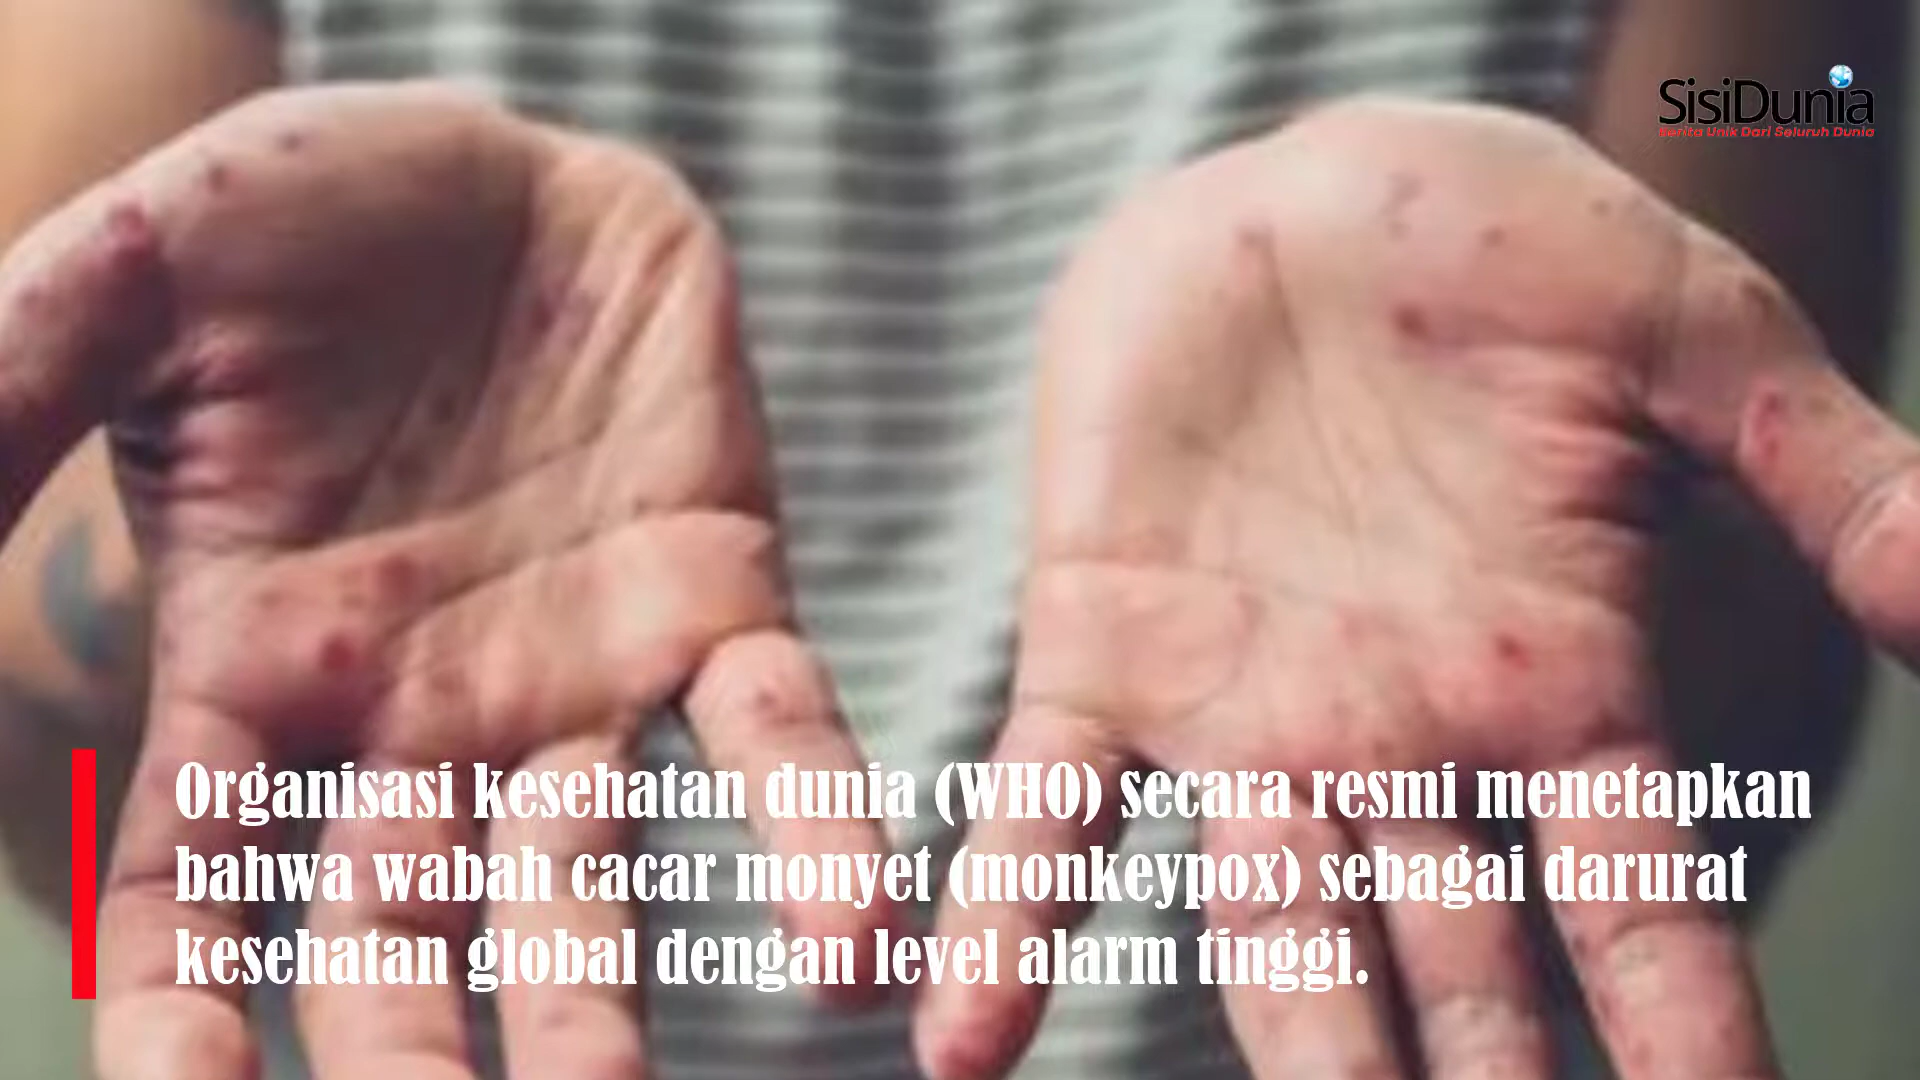 SisiDunia
Berita Unik Dari Seluruh Dunia
Organisasi kesehatan dunia (WHO) secara resmi menetapkan
bahwa wabah cacar monyet (monkeypox) sebagai darurat
kesehatan global dengan level alarm tinggi.